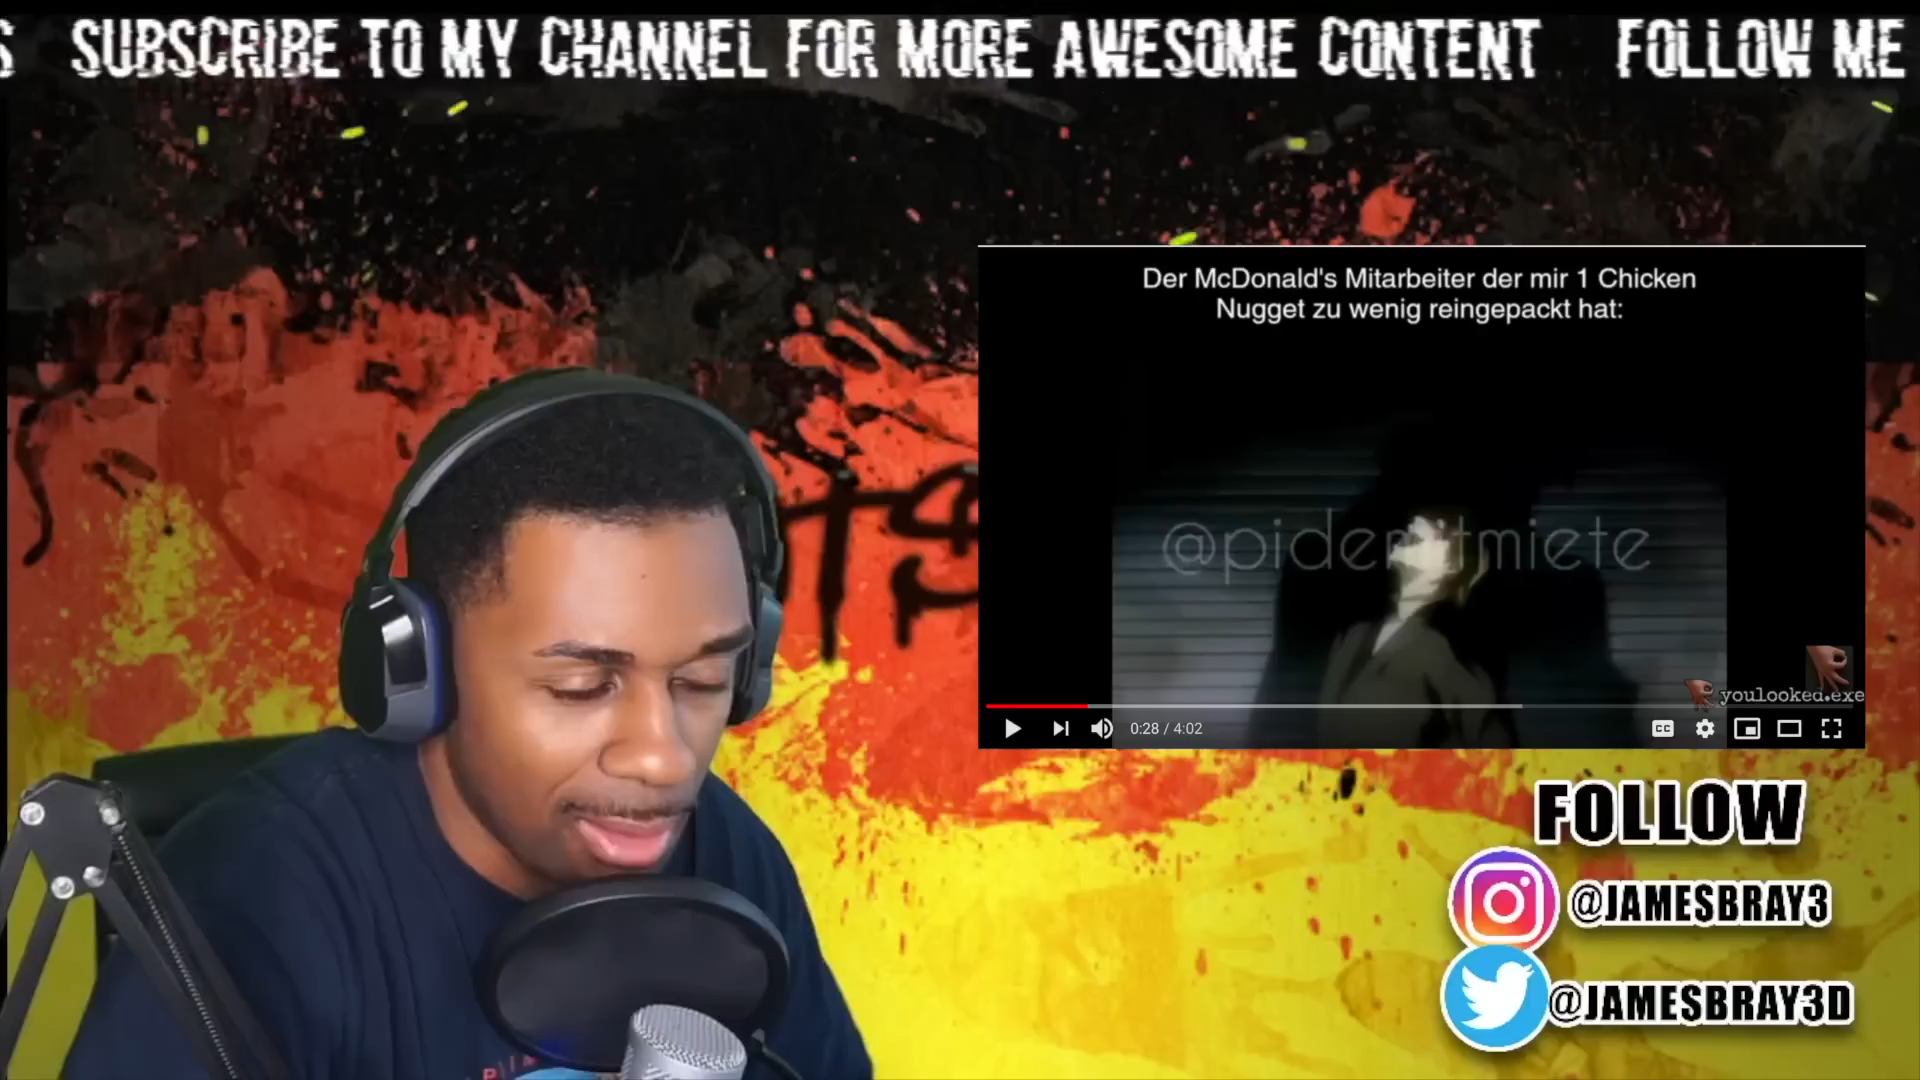 S SUBSCRIBE TO MY CHANNEL FOR MORE AWESOME CONTENT FOLLOW ME
Der McDonald's Mitarbeiter der mir 1 Chicken
Nugget zu wenig reingepackt hat:
youlooked.exe
0:28 / 4:02
CC
FOLLOW
@JAMESBRAY3
@JAMESBRAY3D